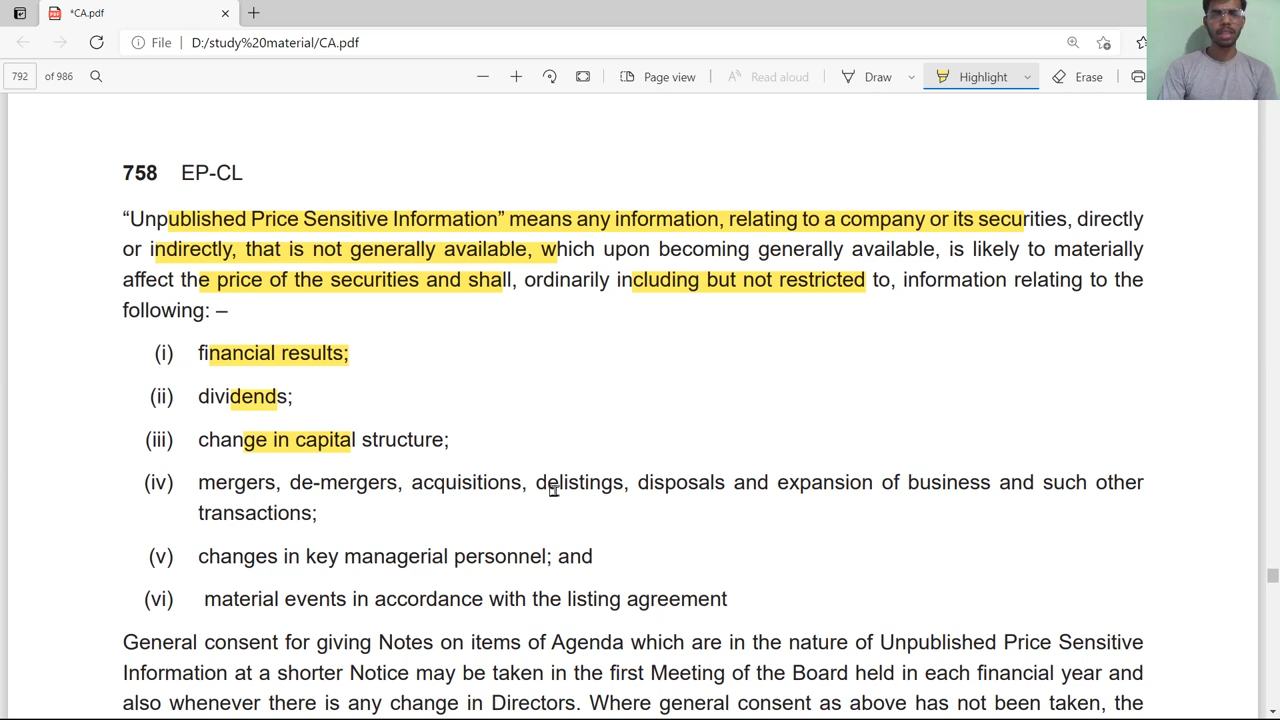 *CA.pdf
File D:/study%20material/CA.pdf
792 of 986 Page view Read aloud Draw Highlight Erase
758 EP-CL
“Unpublished Price Sensitive Information” means any information, relating to a company or its securities, directly
or indirectly, that is not generally available, which upon becoming generally available, is likely to materially
affect the price of the securities and shall, ordinarily including but not restricted to, information relating to the
following: –
(i) financial results;
(ii) dividends;
(iii) change in capital structure;
(iv) mergers, de-mergers, acquisitions, delistings, disposals and expansion of business and such other
transactions;
(v) changes in key managerial personnel; and
(vi) material events in accordance with the listing agreement
General consent for giving Notes on items of Agenda which are in the nature of Unpublished Price Sensitive
Information at a shorter Notice may be taken in the first Meeting of the Board held in each financial year and
also whenever there is any change in Directors. Where general consent as above has not been taken, the